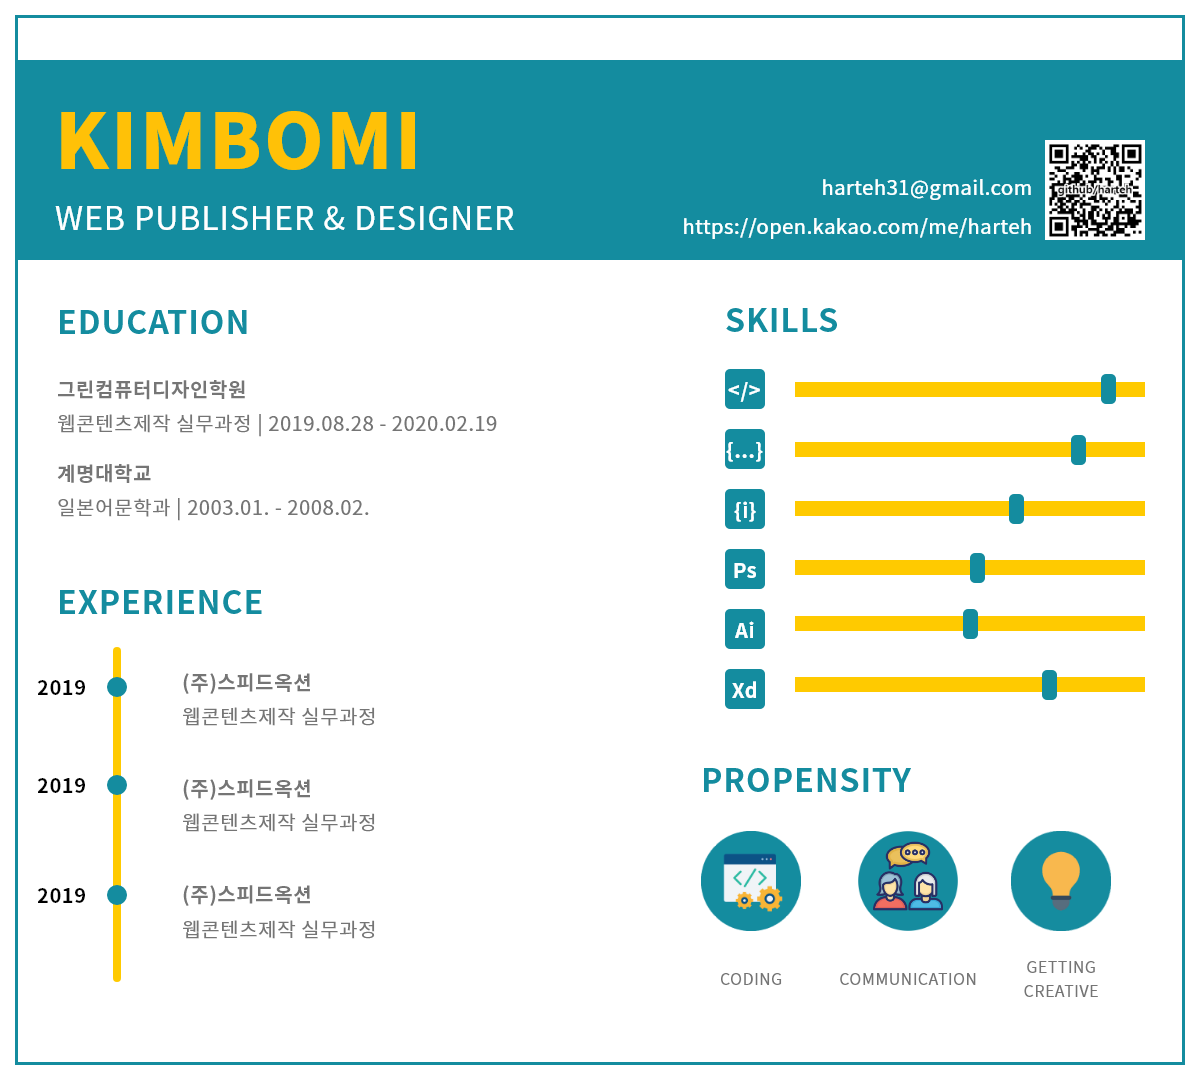 KIMBOMI
WEB PUBLISHER & DESIGNER
harteh31@gmail.com
https://open.kakao.com/me/harteh
github/harteh
EDUCATION
그린컴퓨터디자인학원
웹콘텐츠제작 실무과정 | 2019.08.28 - 2020.02.19
계명대학교
일본어문학과 | 2003.01. - 2008.02.
EXPERIENCE
2019
(주)스피드옥션
웹콘텐츠제작 실무과정
2019
(주)스피드옥션
웹콘텐츠제작 실무과정
2019
(주)스피드옥션
웹콘텐츠제작 실무과정
SKILLS
</>
{...}
{i}
Ps
Ai
Xd
PROPENSITY
</>
CODING
COMMUNICATION
GETTING
CREATIVE